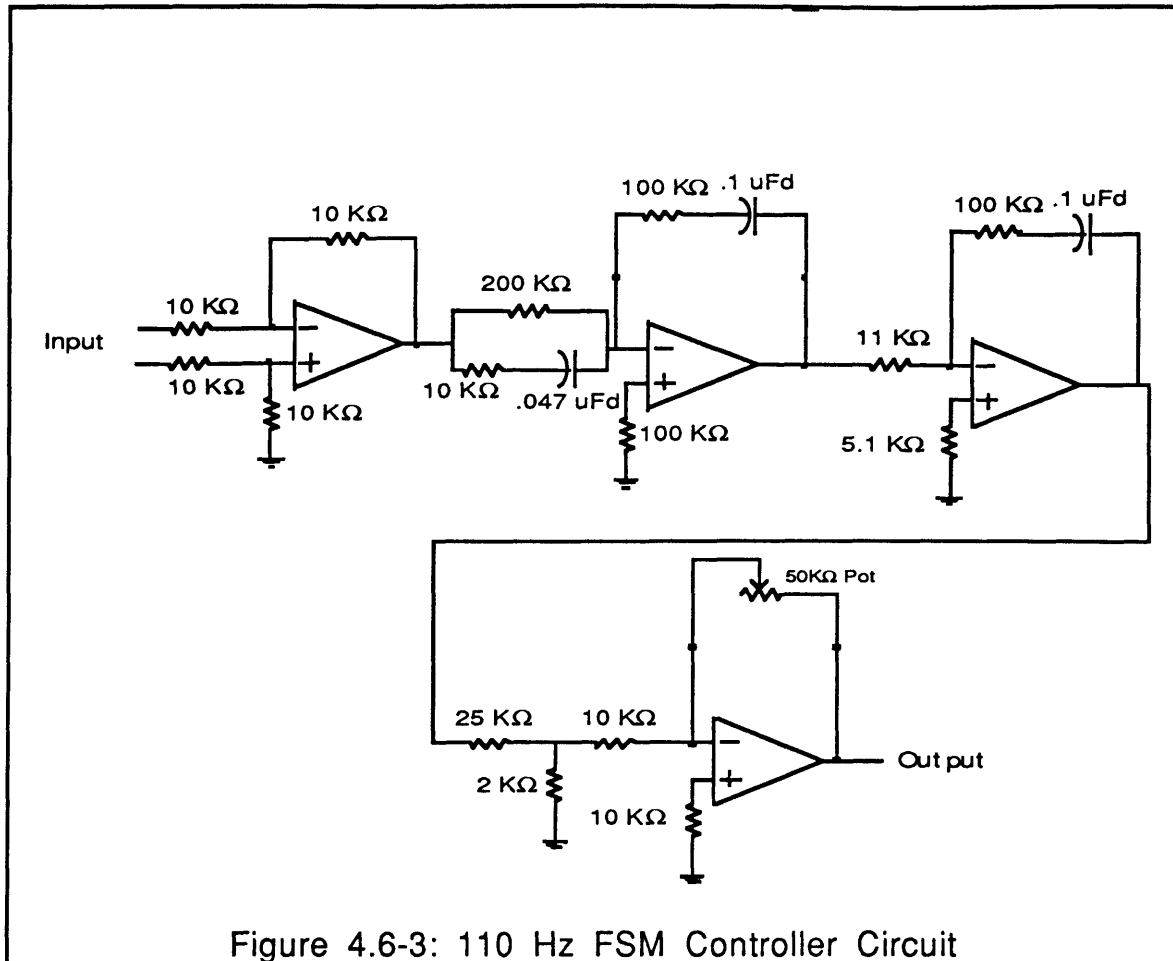 100 KΩ .1 uFd
100 KΩ .1 uFd
10 KΩ
200 KΩ
10 KΩ
Input
−
11 KΩ
−
−
+
10 KΩ
+
10 KΩ
10 KΩ
.047 uFd
+
100 KΩ
5.1 KΩ
50KΩ Pot
25 KΩ
10 KΩ
−
Output
2 KΩ
+
10 KΩ
Figure 4.6-3: 110 Hz FSM Controller Circuit